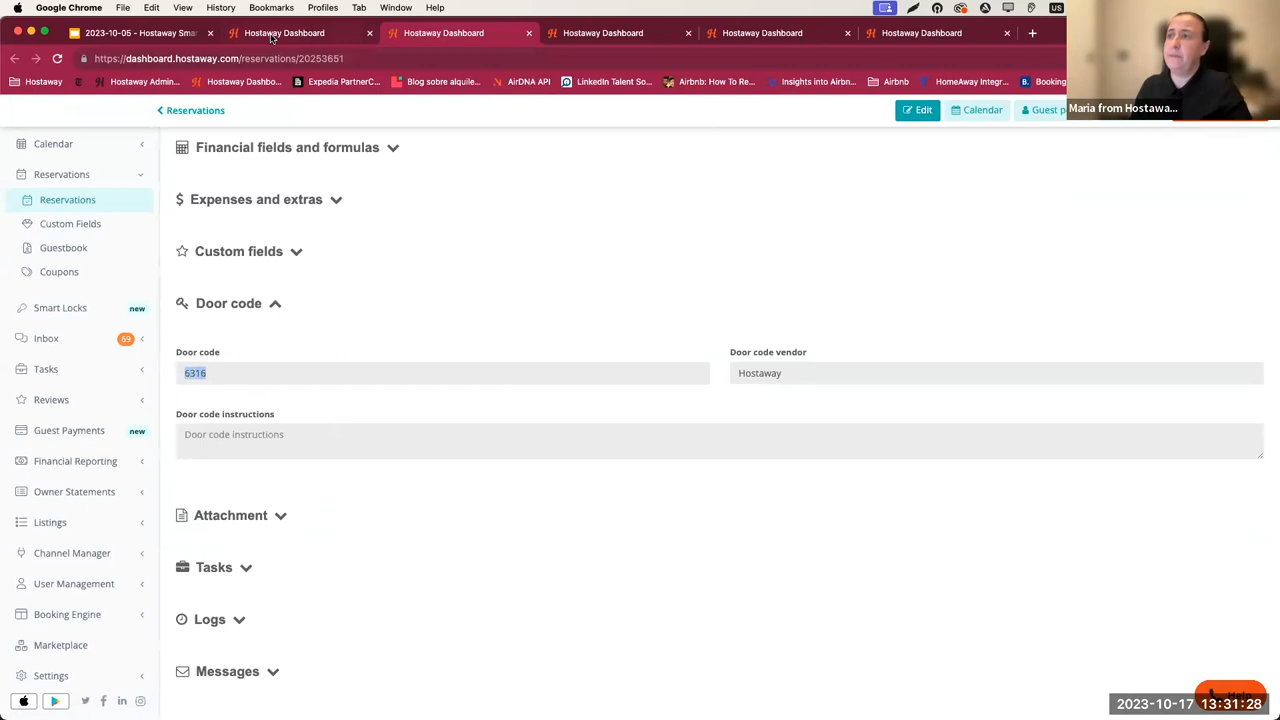 Google Chrome File Edit View History Bookmarks Profiles Tab Window Help US
2023-10-05 - Hostaway Smar Hostaway Dashboard Hostaway Dashboard Hostaway Dashboard Hostaway Dashboard Hostaway Dashboard
https://dashboard.hostaway.com/reservations/20253651
Hostaway Hostaway Admin... Hostaway Dashbo... Expedia PartnerC... Blog sobre alquile... AirDNA API LinkedIn Talent So... Airbnb: How To Re... Insights into Airbn... Airbnb HomeAway Integr... Booking
Maria from Hostawa...
Reservations Edit Calendar Guest p
Calendar
Reservations
Reservations
Custom Fields
Guestbook
Coupons
Smart Locks new
Inbox 69
Tasks
Reviews
Guest Payments new
Financial Reporting
Owner Statements
Listings
Channel Manager
User Management
Booking Engine
Marketplace
Settings
Financial fields and formulas
Expenses and extras
Custom fields
Door code
Door code Door code vendor
6316 Hostaway
Door code instructions
Door code instructions
Attachment
Tasks
Logs
Messages
Help
2023-10-17 13:31:28